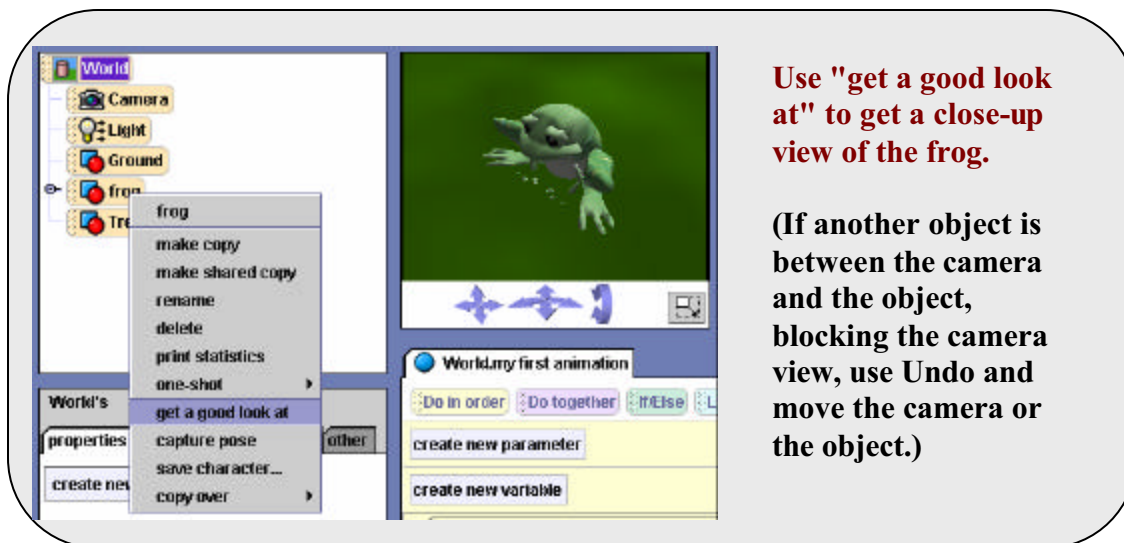 World
Camera
Light
Ground
frog
Tre
frog
make copy
make shared copy
rename
delete
print statistics
one-shot
get a good look at
capture pose
save character...
copy over
World's
properties
other
create new
World.my first animation
Do in order
Do together
If/Else
L
create new parameter
create new variable
Use "get a good look
at" to get a close-up
view of the frog.
(If another object is
between the camera
and the object,
blocking the camera
view, use Undo and
move the camera or
the object.)